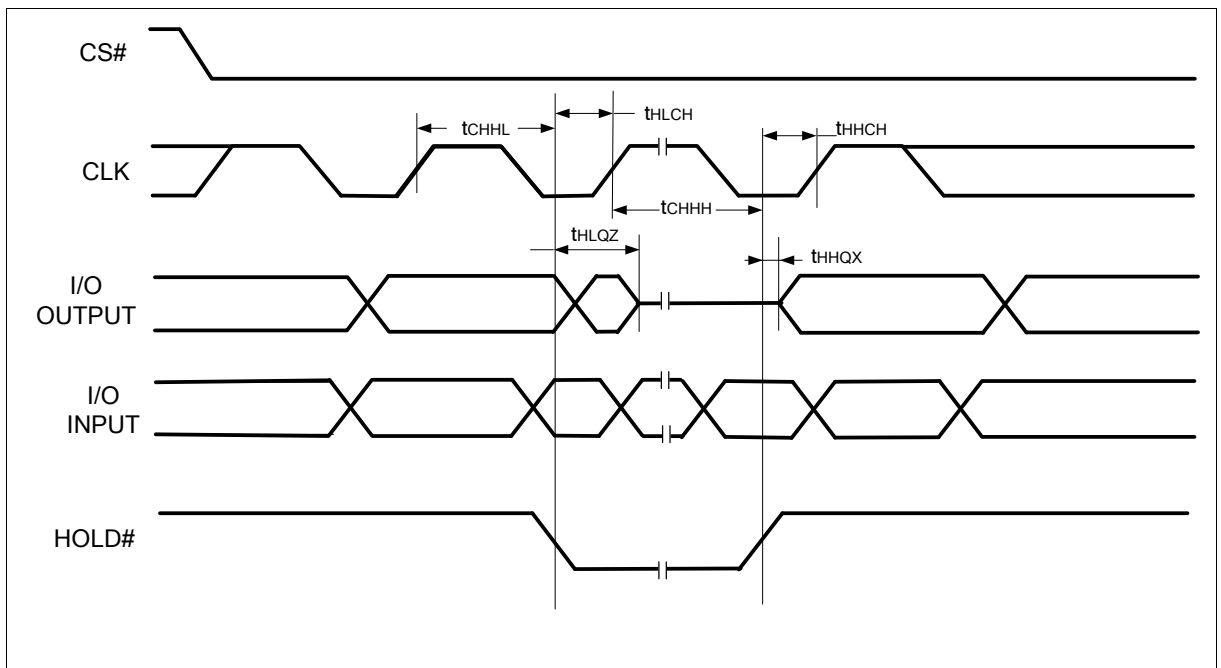 CS#
tHLCH
tCHHL
tHHCH
CLK
tCHHH
tHLQZ
tHHQX
I/O
OUTPUT
I/O
INPUT
HOLD#